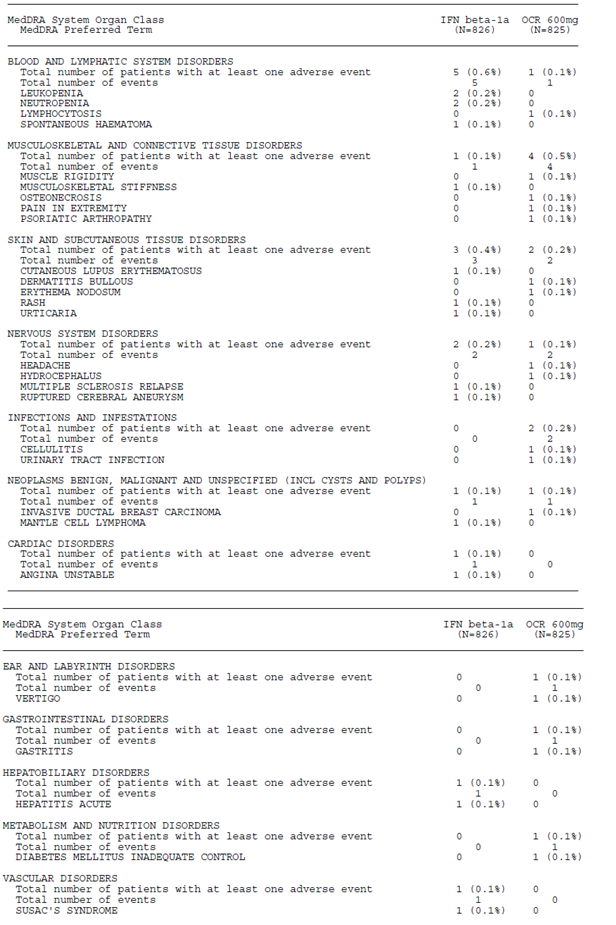 MedDRA System Organ Class IFN beta-1a OCR 600mg
MedDRA Preferred Term (N=826) (N=825)
BLOOD AND LYMPHATIC SYSTEM DISORDERS
Total number of patients with at least one adverse event 5 (0.6%) 1 (0.1%)
Total number of events 5 1
LEUKOPENIA 2 (0.2%) 0
NEUTROPENIA 2 (0.2%) 0
LYMPHOCYTOSIS 0 1 (0.1%)
SPONTANEOUS HAEMATOMA 1 (0.1%) 0
MUSCULOSKELETAL AND CONNECTIVE TISSUE DISORDERS
Total number of patients with at least one adverse event 1 (0.1%) 4 (0.5%)
Total number of events 1 4
MUSCLE RIGIDITY 0 1 (0.1%)
MUSCULOSKELETAL STIFFNESS 1 (0.1%) 0
OSTEONECROSIS 0 1 (0.1%)
PAIN IN EXTREMITY 0 1 (0.1%)
PSORIATIC ARTHROPATHY 0 1 (0.1%)
SKIN AND SUBCUTANEOUS TISSUE DISORDERS
Total number of patients with at least one adverse event 3 (0.4%) 2 (0.2%)
Total number of events 3 2
CUTANEOUS LUPUS ERYTHEMATOSUS 1 (0.1%) 0
DERMATITIS BULLOUS 0 1 (0.1%)
ERYTHEMA NODOSUM 0 1 (0.1%)
RASH 1 (0.1%) 0
URTICARIA 1 (0.1%) 0
NERVOUS SYSTEM DISORDERS
Total number of patients with at least one adverse event 2 (0.2%) 1 (0.1%)
Total number of events 2 2
HEADACHE 0 1 (0.1%)
HYDROCEPHALUS 0 1 (0.1%)
MULTIPLE SCLEROSIS RELAPSE 1 (0.1%) 0
RUPTURED CEREBRAL ANEURYSM 1 (0.1%) 0
INFECTIONS AND INFESTATIONS
Total number of patients with at least one adverse event 0 2 (0.2%)
Total number of events 0 2
CELLULITIS 0 1 (0.1%)
URINARY TRACT INFECTION 0 1 (0.1%)
NEOPLASMS BENIGN, MALIGNANT AND UNSPECIFIED (INCL CYSTS AND POLYPS)
Total number of patients with at least one adverse event 1 (0.1%) 1 (0.1%)
Total number of events 1 1
INVASIVE DUCTAL BREAST CARCINOMA 0 1 (0.1%)
MANTLE CELL LYMPHOMA 1 (0.1%) 0
CARDIAC DISORDERS
Total number of patients with at least one adverse event 1 (0.1%) 0
Total number of events 1 0
ANGINA UNSTABLE 1 (0.1%) 0
MedDRA System Organ Class IFN beta-1a OCR 600mg
MedDRA Preferred Term (N=826) (N=825)
EAR AND LABYRINTH DISORDERS
Total number of patients with at least one adverse event 0 1 (0.1%)
Total number of events 0 1
VERTIGO 0 1 (0.1%)
GASTROINTESTINAL DISORDERS
Total number of patients with at least one adverse event 0 1 (0.1%)
Total number of events 0 1
GASTRITIS 0 1 (0.1%)
HEPATOBILIARY DISORDERS
Total number of patients with at least one adverse event 1 (0.1%) 0
Total number of events 1 0
HEPATITIS ACUTE 1 (0.1%) 0
METABOLISM AND NUTRITION DISORDERS
Total number of patients with at least one adverse event 0 1 (0.1%)
Total number of events 0 1
DIABETES MELLITUS INADEQUATE CONTROL 0 1 (0.1%)
VASCULAR DISORDERS
Total number of patients with at least one adverse event 1 (0.1%) 0
Total number of events 1 0
SUSAC'S SYNDROME 1 (0.1%) 0